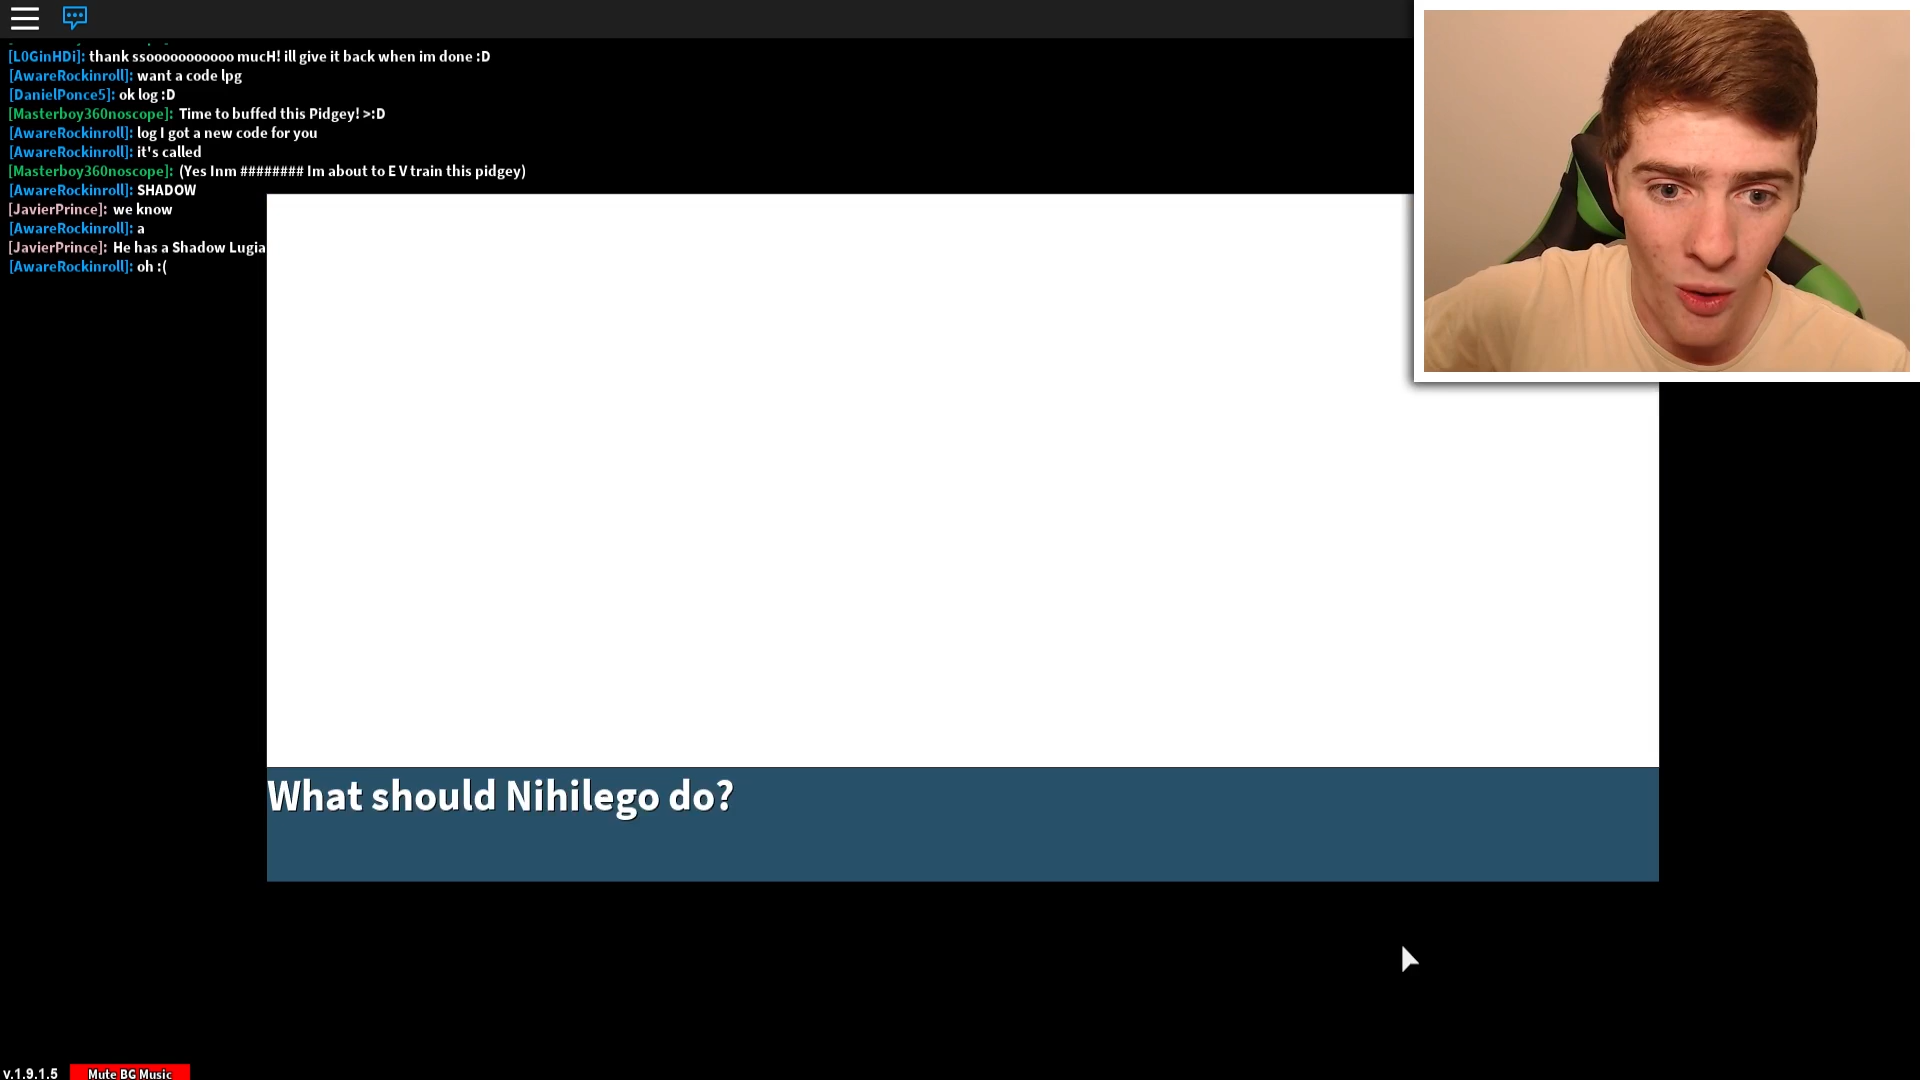 [L0GinHDi]: thank ssooooooooooo mucH! ill give it back when im done :D
[AwareRockinroll]: want a code lpg
[DanielPonce5]: ok log :D
[Masterboy360noscope]: Time to buffed this Pidgey! >:D
[AwareRockinroll]: log I got a new code for you
[AwareRockinroll]: it's called
[Masterboy360noscope]: (Yes Inm ######## Im about to E V train this pidgey)
[AwareRockinroll]: SHADOW
[JavierPrince]: we know
[AwareRockinroll]: a
[JavierPrince]: He has a Shadow Lugia
[AwareRockinroll]: oh :(
What should Nihilego do?
v.1.9.1.5
Mute BG Music